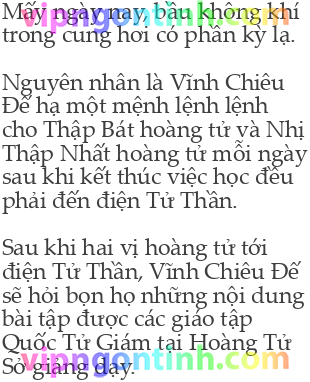 vipngontinh.com
Mấy ngày nay, bầu không khí
trong cung hơi có phần kỳ lạ.
Nguyên nhân là Vĩnh Chiêu
Đế hạ một mệnh lệnh lệnh
cho Thập Bát hoàng tử và Nhị
Thập Nhất hoàng tử mỗi ngày
sau khi kết thúc việc học đều
phải đến điện Tử Thần.
Sau khi hai vị hoàng tử tới
điện Tử Thần, Vĩnh Chiêu Đế
sẽ hỏi bọn họ những nội dung
bài tập được các giáo tập
Quốc Tử Giám tại Hoàng Tử
Sở giảng dạy.
vipngontinh.com